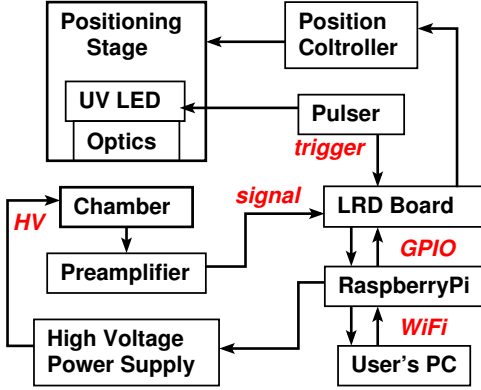 Positioning
Stage
Position
Coltroller
UV LED
Optics
Pulser
trigger
HV
Chamber
signal
LRD Board
GPIO
Preamplifier
RaspberryPi
High Voltage
Power Supply
WiFi
User's PC